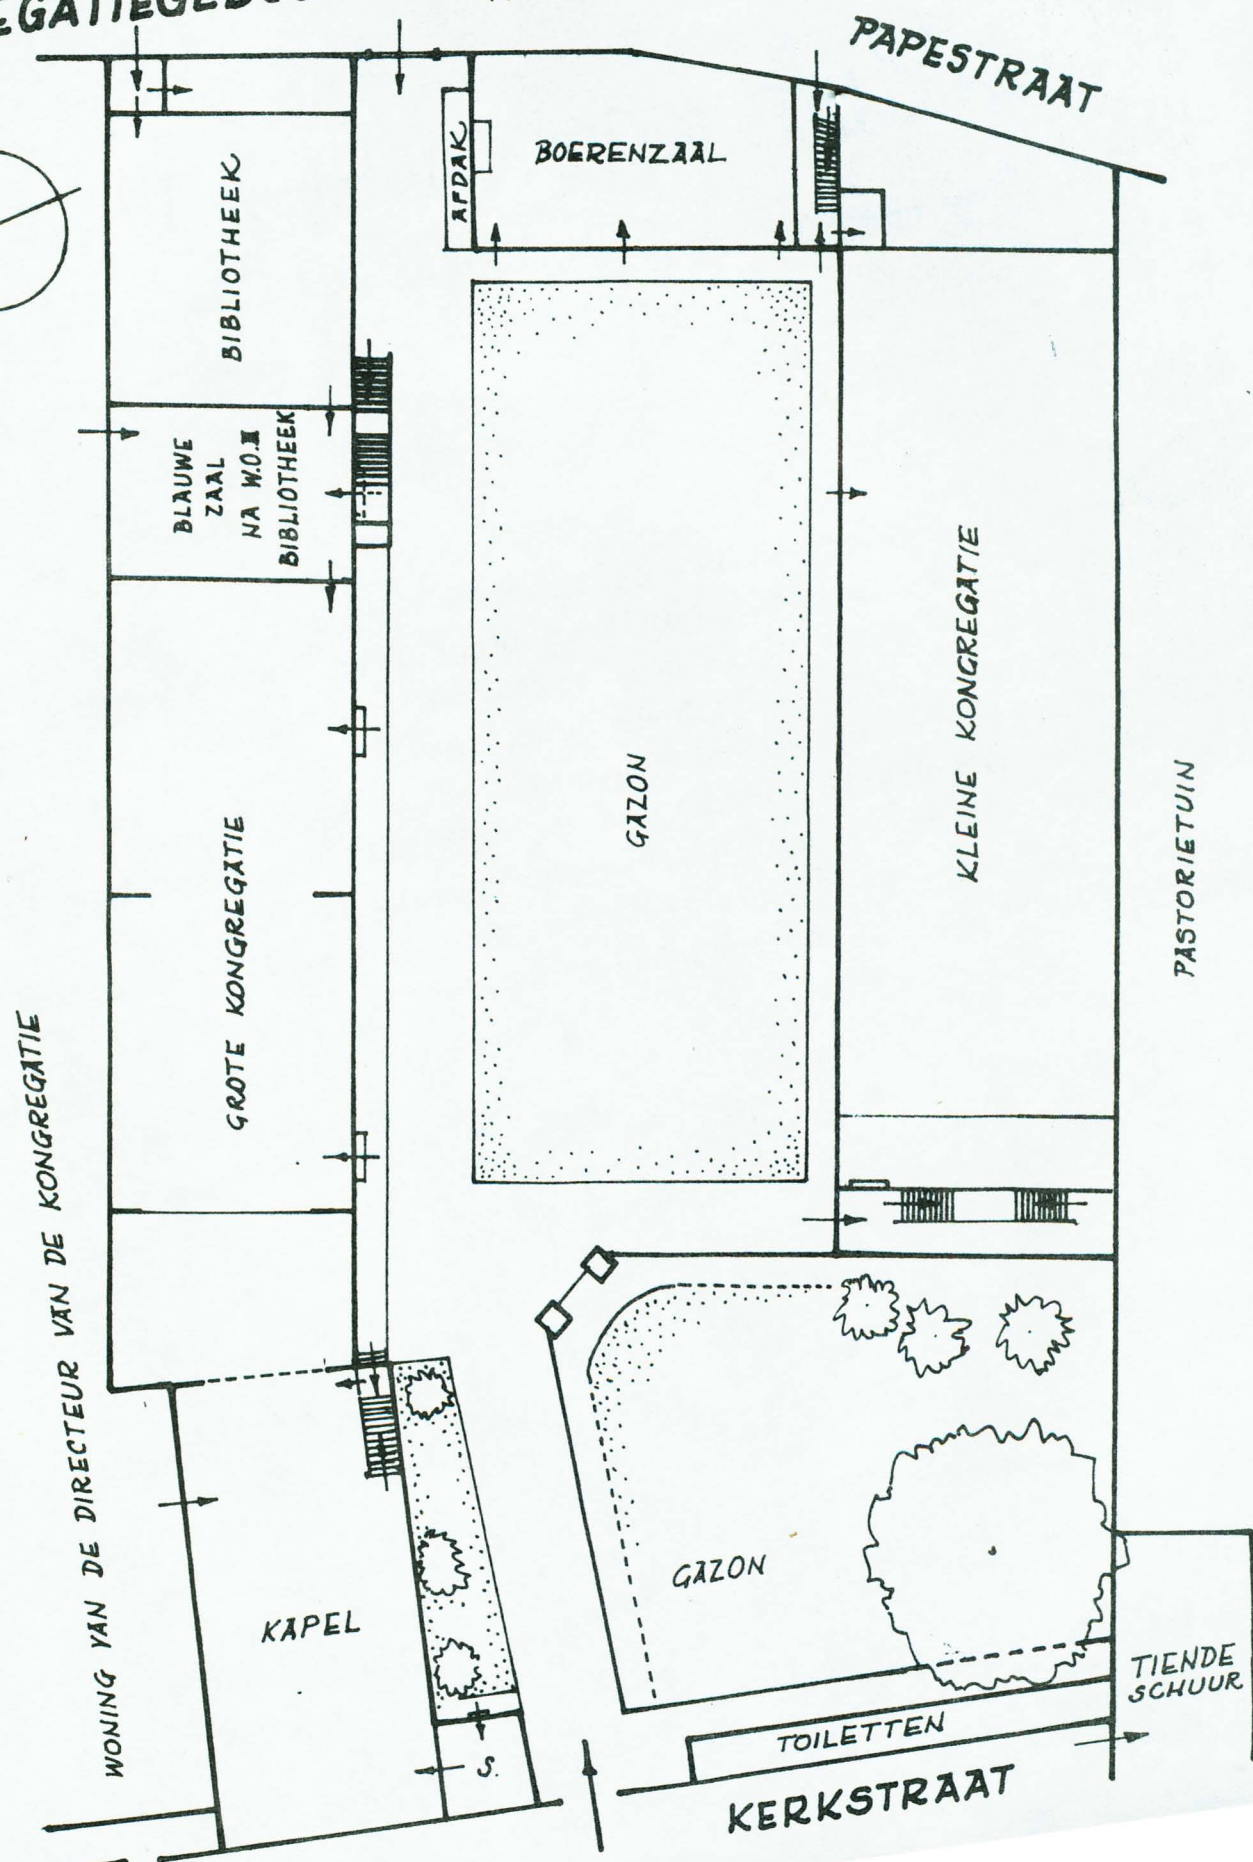 PAPESTRAAT
AFDAK
BOERENZAAL
BIBLIOTHEEK
BLAUWE
ZAAL
NA W.O.II
BIBLIOTHEEK
GROTE KONGREGATIE
GAZON
KLEINE KONGREGATIE
PASTORIETUIN
WONING VAN DE DIRECTEUR VAN DE KONGREGATIE
KAPEL
GAZON
S.
TOILETTEN
TIENDE
SCHUUR
KERKSTRAAT